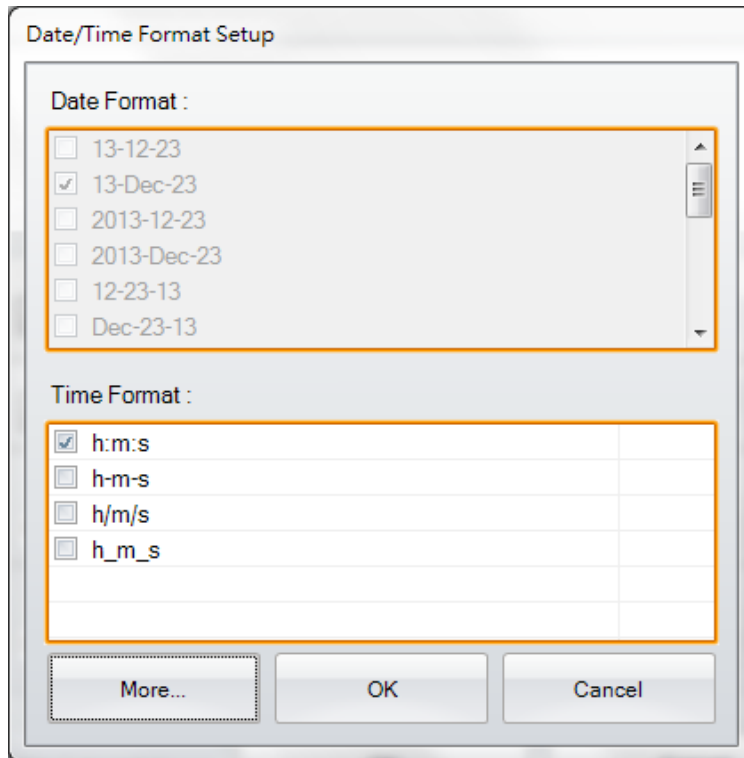 Date/Time Format Setup
Date Format :
13-12-23
13-Dec-23
2013-12-23
2013-Dec-23
12-23-13
Dec-23-13
Time Format :
h:m:s
h-m-s
h/m/s
h_m_s
More... OK Cancel